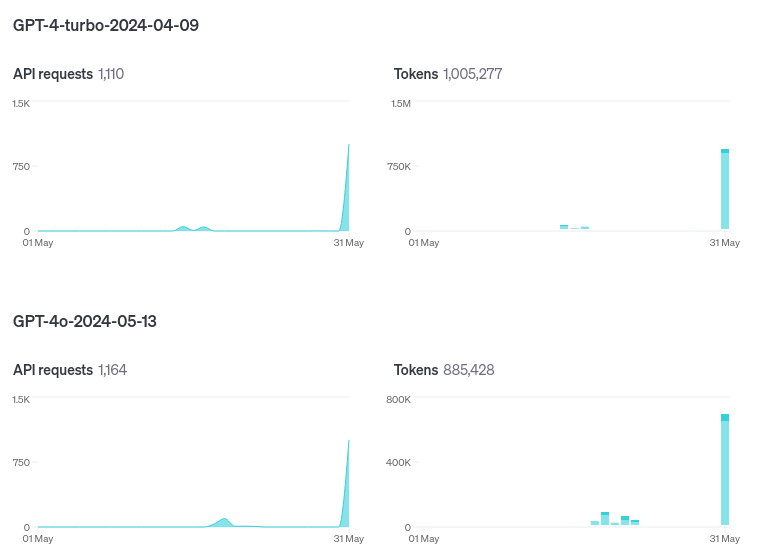 GPT-4-turbo-2024-04-09
API requests 1,110
Tokens 1,005,277
1.5K
750
0
01 May
31 May
1.5M
750K
0
01 May
31 May
GPT-4o-2024-05-13
API requests 1,164
Tokens 885,428
1.5K
750
0
01 May
31 May
800K
400K
0
01 May
31 May